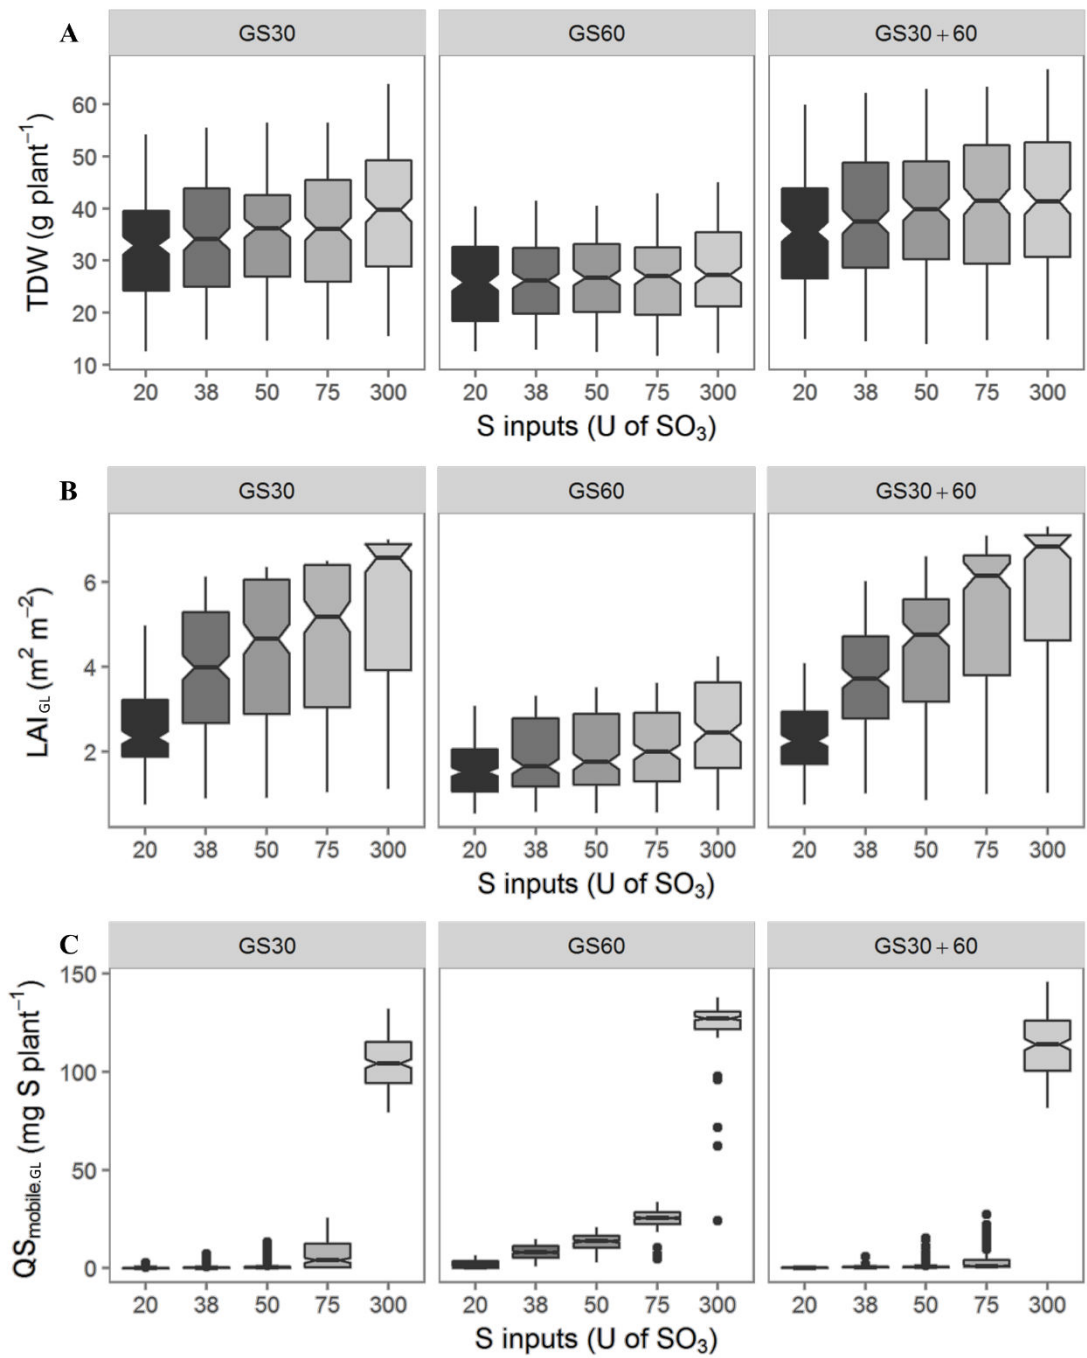 A
GS30 GS60 GS30 + 60
TDW (g plant⁻¹)
60
50
40
30
20
10
20 38 50 75 300 20 38 50 75 300 20 38 50 75 300
S inputs (U of SO₃)
B
GS30 GS60 GS30 + 60
LAI_GL (m² m⁻²)
6
4
2
20 38 50 75 300 20 38 50 75 300 20 38 50 75 300
S inputs (U of SO₃)
C
GS30 GS60 GS30 + 60
QS_mobile.GL (mg S plant⁻¹)
150
100
50
0
20 38 50 75 300 20 38 50 75 300 20 38 50 75 300
S inputs (U of SO₃)